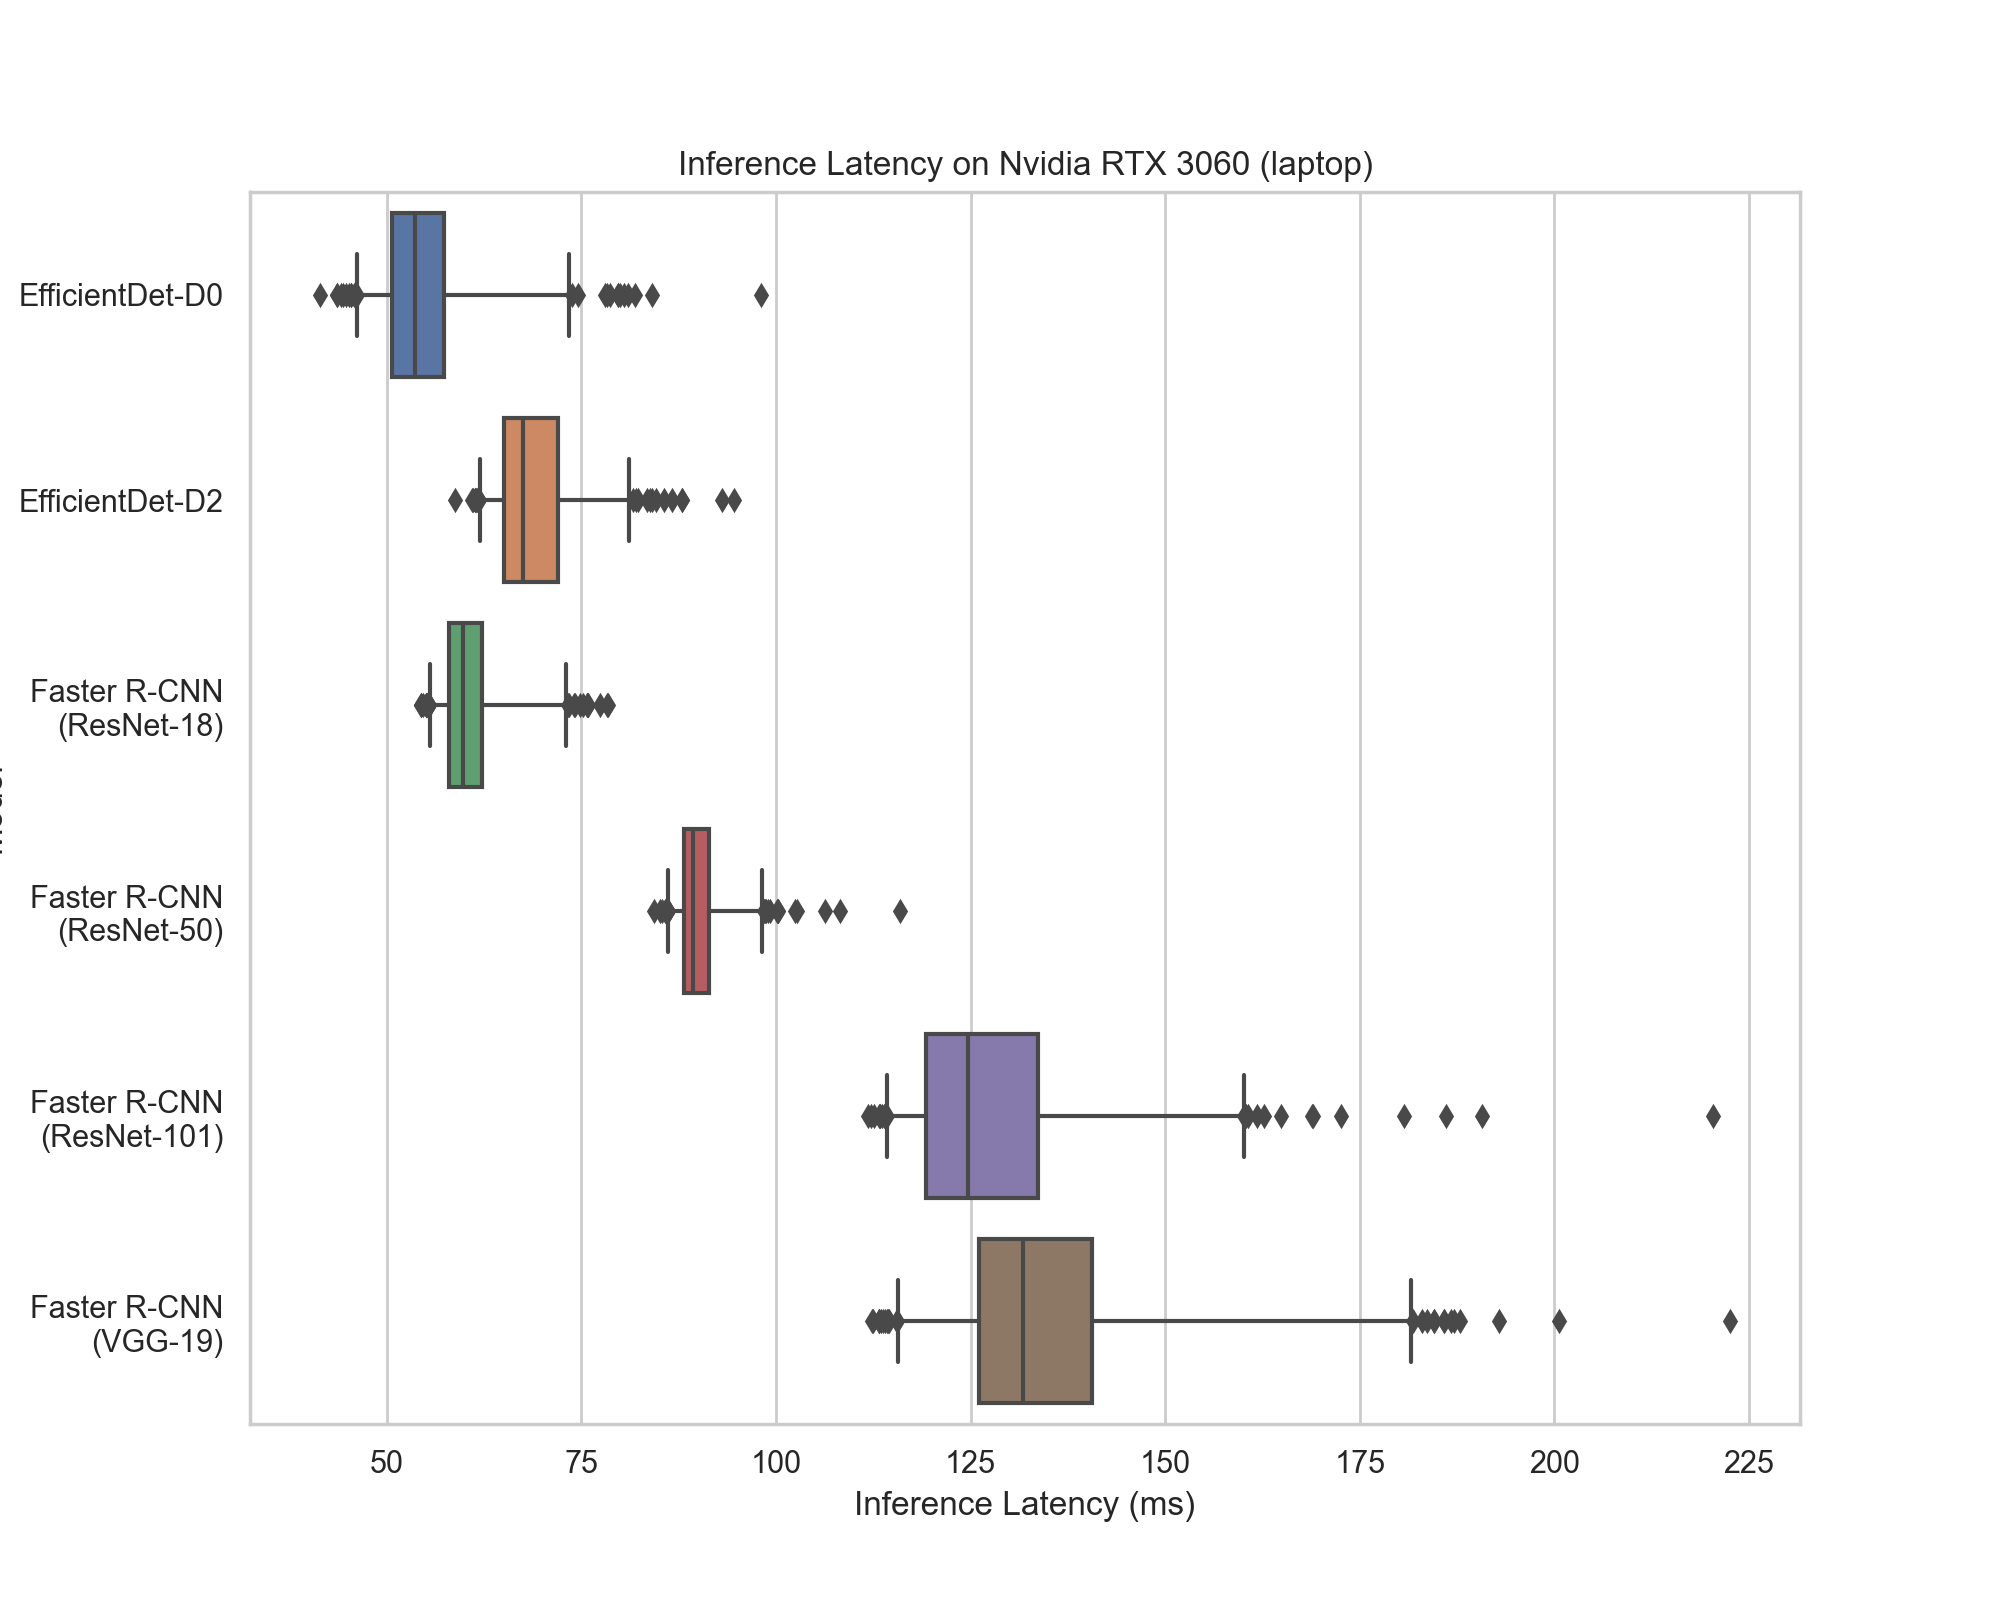 Inference Latency on Nvidia RTX 3060 (laptop)
EfficientDet-D0
EfficientDet-D2
Faster R-CNN
(ResNet-18)
Faster R-CNN
(ResNet-50)
Faster R-CNN
(ResNet-101)
Faster R-CNN
(VGG-19)
50 75 100 125 150 175 200 225
Inference Latency (ms)